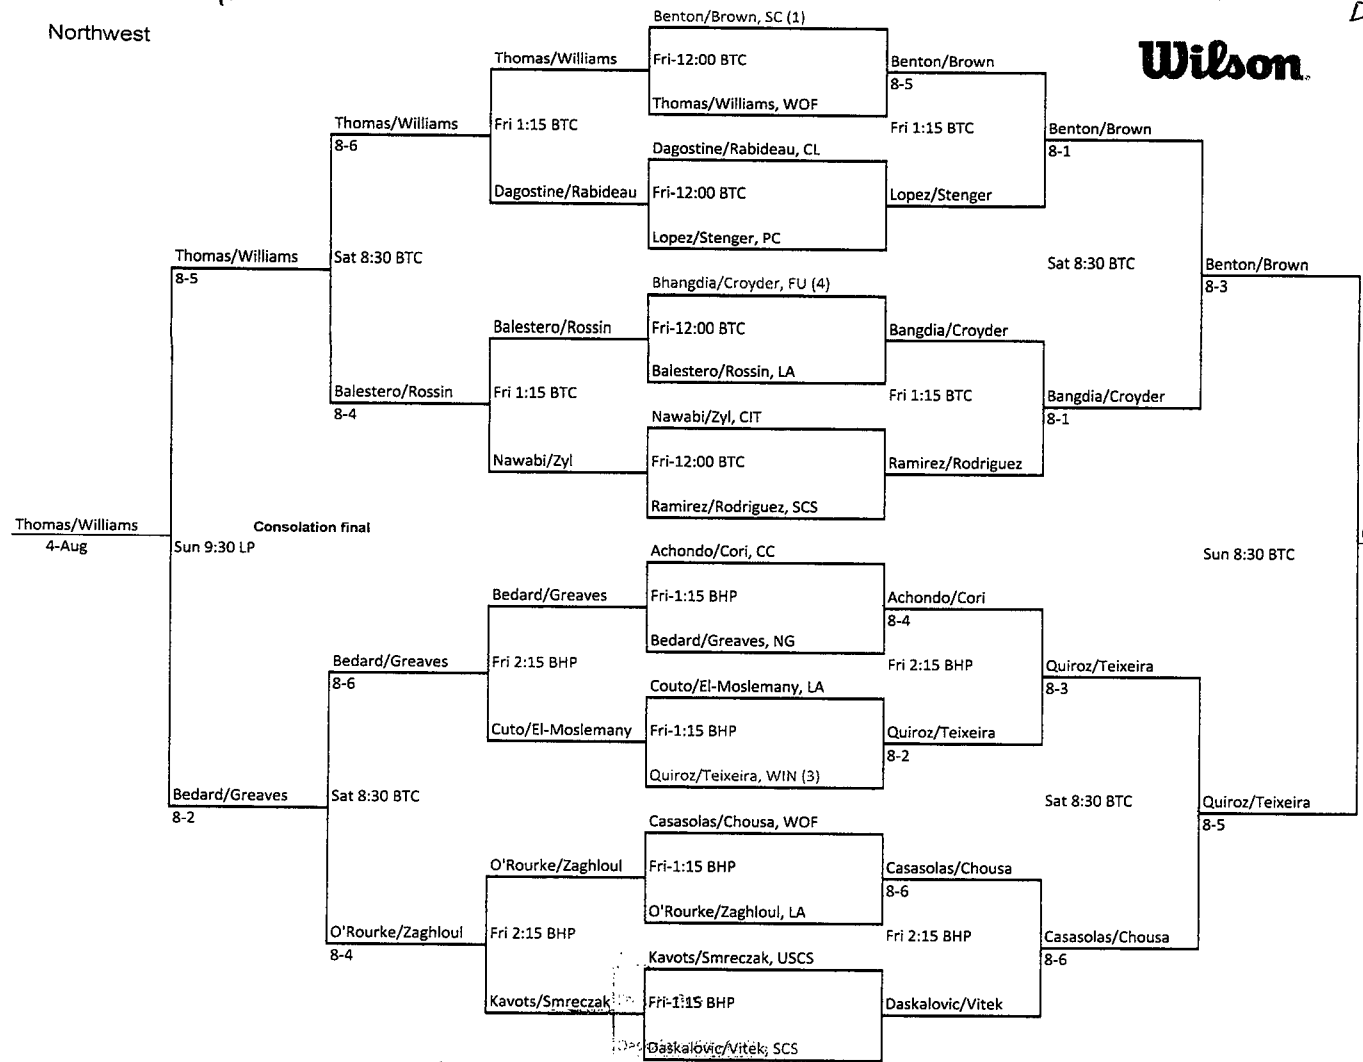 Northwest
Wilson
Benton/Brown, SC (1)
Thomas/Williams
Fri-12:00 BTC
Benton/Brown
8-5
Thomas/Williams, WOF
Thomas/Williams
8-6
Fri 1:15 BTC
Fri 1:15 BTC
Benton/Brown
8-1
Dagostine/Rabideau, CL
Dagostine/Rabideau
Fri-12:00 BTC
Lopez/Stenger
Lopez/Stenger, PC
Thomas/Williams
8-5
Sat 8:30 BTC
Sat 8:30 BTC
Benton/Brown
8-3
Bhangdia/Croyder, FU (4)
Balestero/Rossin
Fri-12:00 BTC
Bangdia/Croyder
Balestero/Rossin, LA
Balestero/Rossin
8-4
Fri 1:15 BTC
Fri 1:15 BTC
Bangdia/Croyder
8-1
Nawabi/Zyl, CIT
Nawabi/Zyl
Fri-12:00 BTC
Ramirez/Rodriguez
Ramirez/Rodriguez, SCS
Thomas/Williams
4-Aug
Consolation final
Sun 9:30 LP
Sun 8:30 BTC
Achondo/Cori, CC
Bedard/Greaves
Fri-1:15 BHP
Achondo/Cori
8-4
Bedard/Greaves, NG
Bedard/Greaves
8-6
Fri 2:15 BHP
Fri 2:15 BHP
Quiroz/Teixeira
8-3
Couto/El-Moslemany, LA
Cuto/El-Moslemany
Fri-1:15 BHP
Quiroz/Teixeira
8-2
Quiroz/Teixeira, WIN (3)
Bedard/Greaves
8-2
Sat 8:30 BTC
Sat 8:30 BTC
Quiroz/Teixeira
8-5
Casasolas/Chousa, WOF
O'Rourke/Zaghloul
Fri-1:15 BHP
Casasolas/Chousa
8-6
O'Rourke/Zaghloul, LA
O'Rourke/Zaghloul
8-4
Fri 2:15 BHP
Fri 2:15 BHP
Casasolas/Chousa
8-6
Kavots/Smreczak, USCS
Kavots/Smreczak
Fri-1:15 BHP
Daskalovic/Vitek
Daskalovic/Vitek, SCS